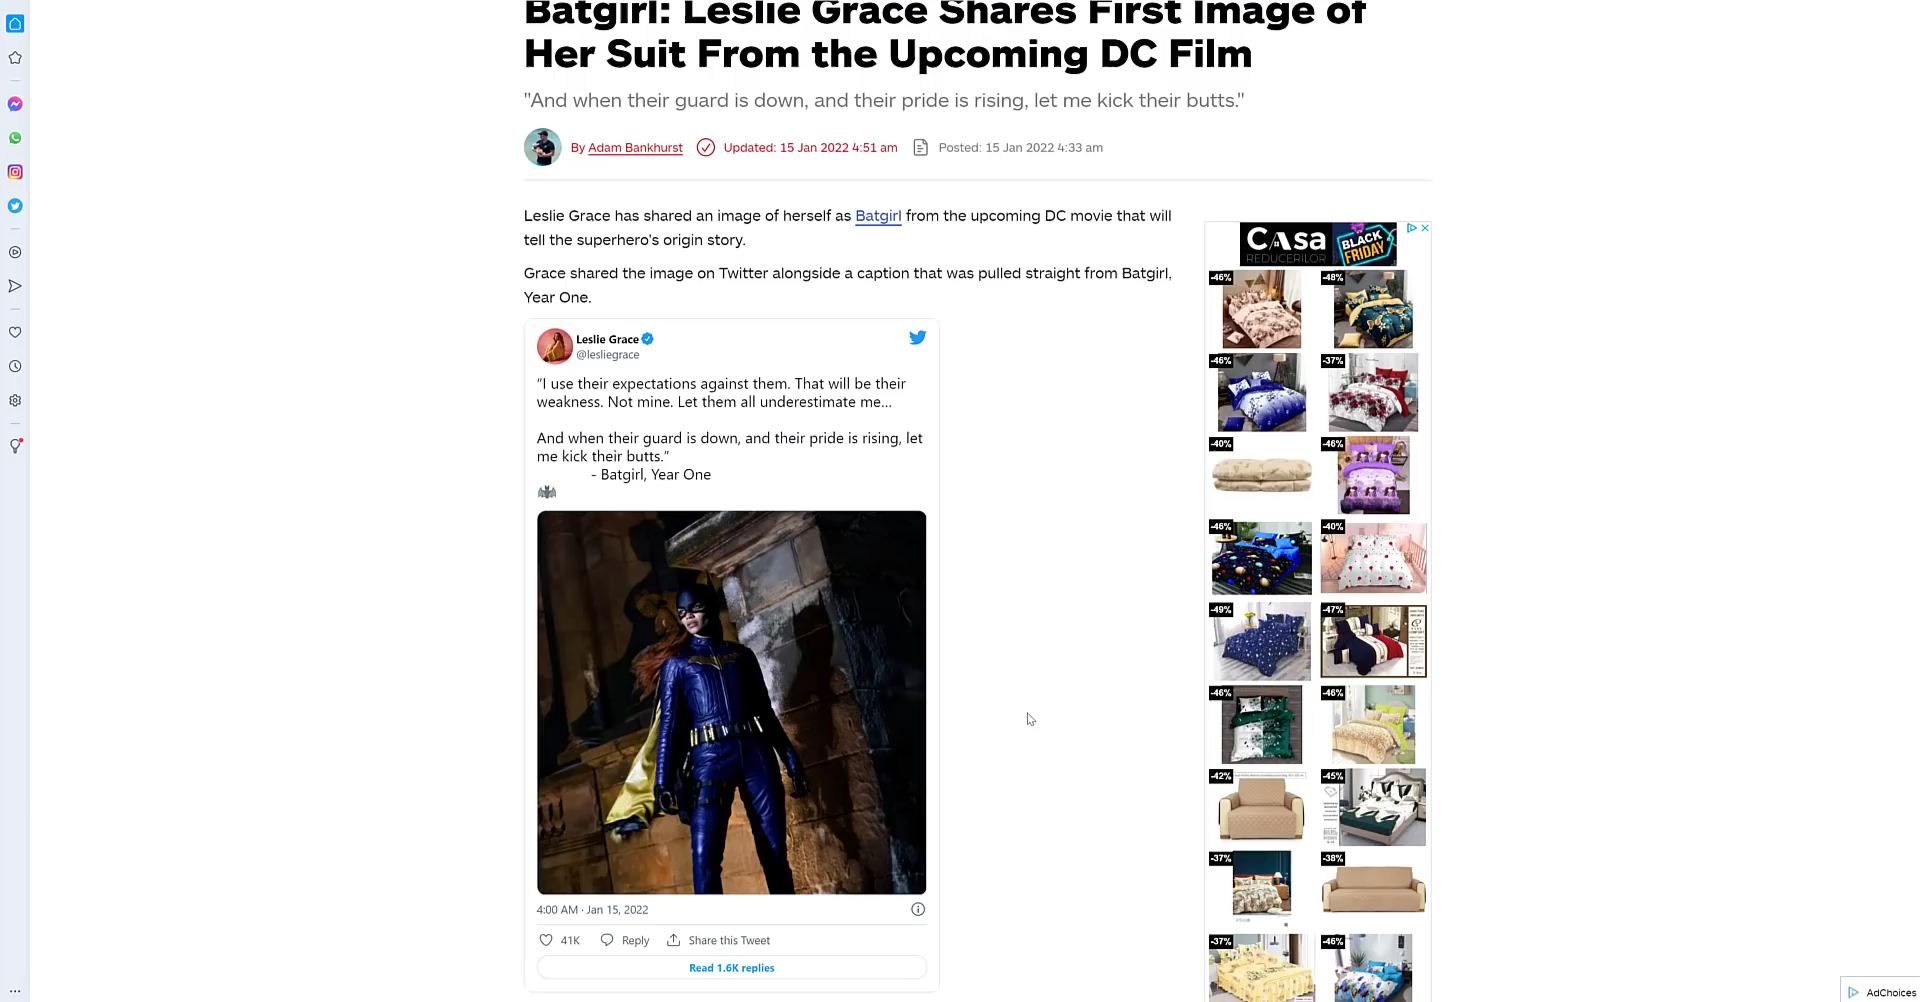 Batgirl: Leslie Grace Shares First Image of
Her Suit From the Upcoming DC Film
"And when their guard is down, and their pride is rising, let me kick their butts."
By Adam Bankhurst Updated: 15 Jan 2022 4:51 am Posted: 15 Jan 2022 4:33 am
Leslie Grace has shared an image of herself as Batgirl from the upcoming DC movie that will
tell the superhero's origin story.
Grace shared the image on Twitter alongside a caption that was pulled straight from Batgirl,
Year One.
Leslie Grace
@lesliegrace
“I use their expectations against them. That will be their
weakness. Not mine. Let them all underestimate me...
And when their guard is down, and their pride is rising, let
me kick their butts.”
- Batgirl, Year One
4:00 AM · Jan 15, 2022
41K Reply Share this Tweet
Read 1.6K replies
Casa
REDUCERILOR
BLACK
FRIDAY
-46% -48%
-46% -37%
-40% -46%
-46% -40%
-49% -47%
-46% -46%
-42% -45%
-37% -38%
-37% -46%
AdChoices